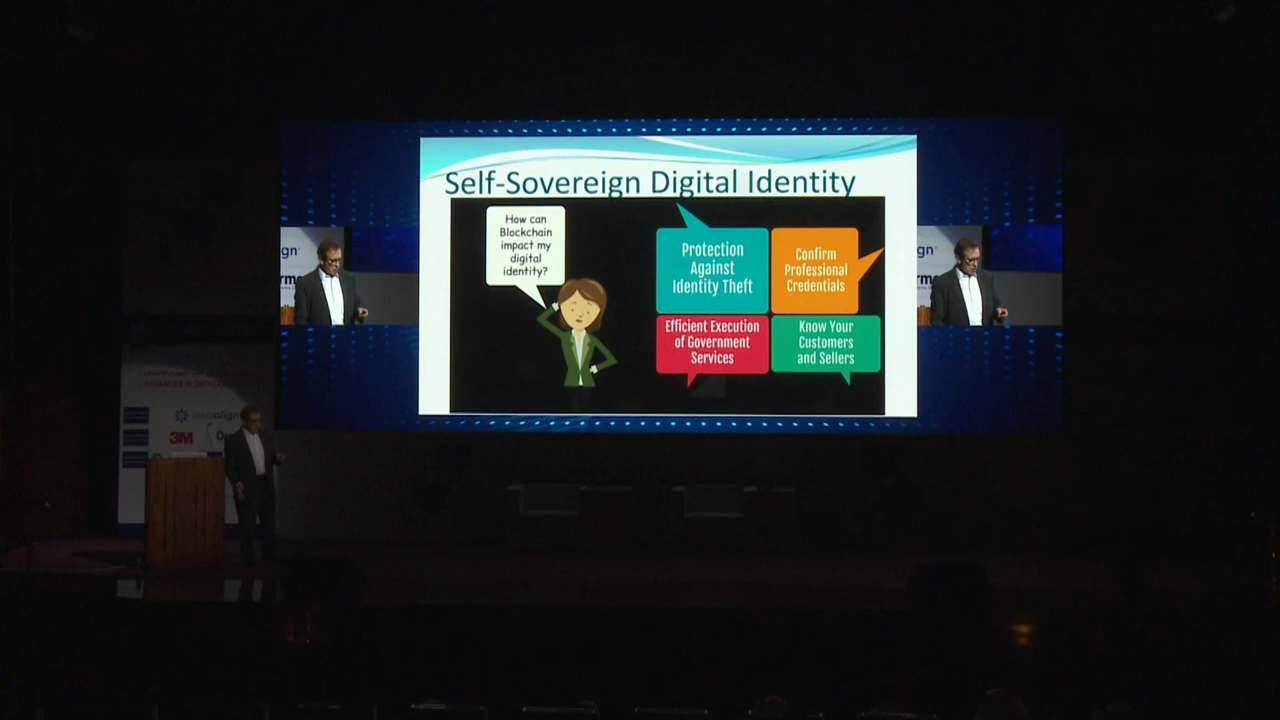 Self-Sovereign Digital Identity
How can
Blockchain
impact my
digital
identity?
Protection
Against
Identity Theft
Confirm
Professional
Credentials
Efficient Execution
of Government
Services
Know Your
Customers
and Sellers
3M